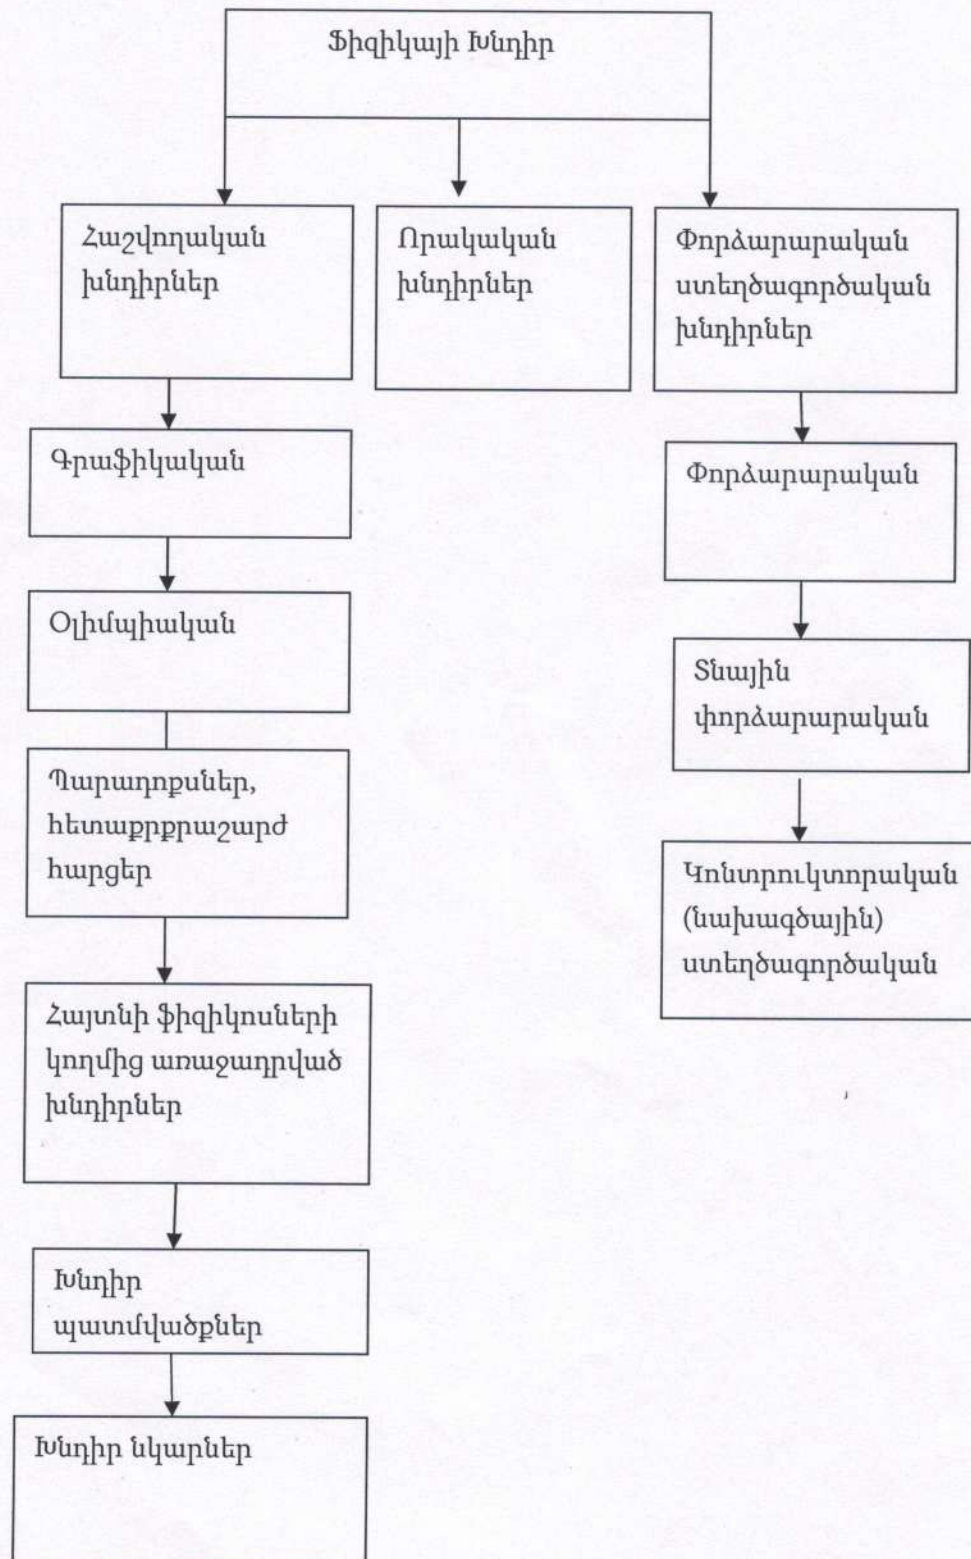 Ֆիզիկայի Խնդիր
Հաշվողական
խնդիրներ
Որակական
խնդիրներ
Փորձարարական
ստեղծագործական
խնդիրներ
Գրաֆիկական
Փորձարարական
Օլիմպիական
Տնային
փորձարարական
Պարադոքսներ,
հետաքրքրաշարժ
հարցեր
Կոնտրուկտորական
(նախագծային)
ստեղծագործական
Հայտնի ֆիզիկոսների
կողմից առաջադրված
խնդիրներ
Խնդիր
պատմվածքներ
Խնդիր նկարներ